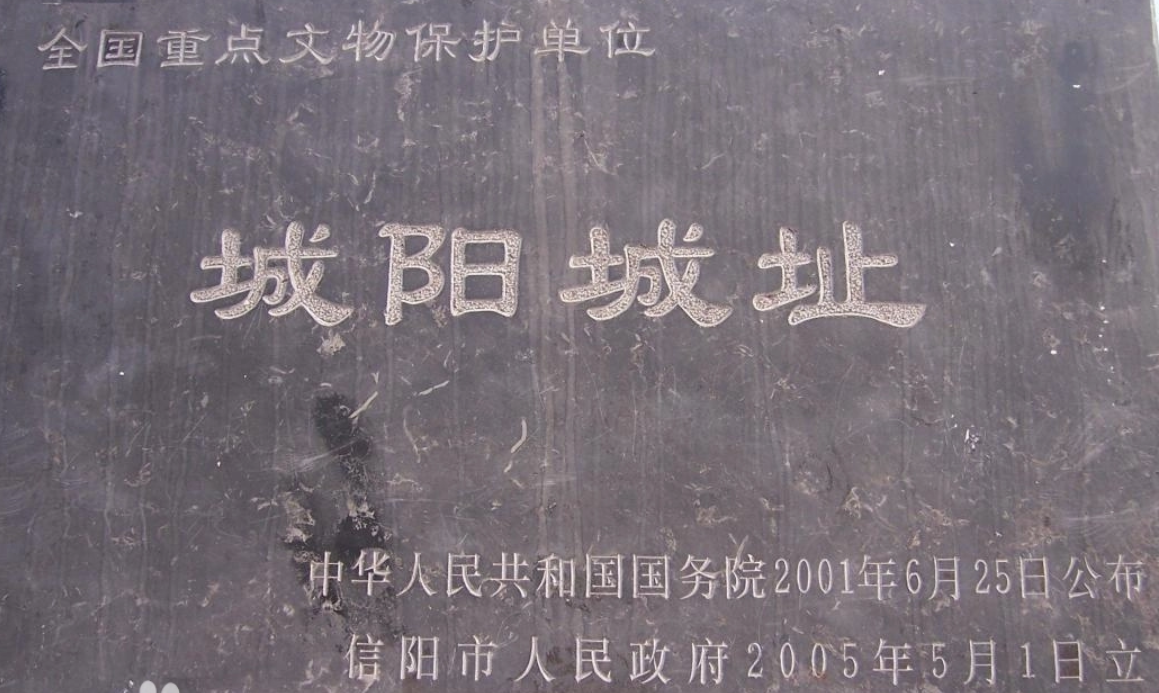 全国重点文物保护单位
城阳城址
中华人民共和国国务院2001年6月25日公布
信阳市人民政府2005年5月1日立